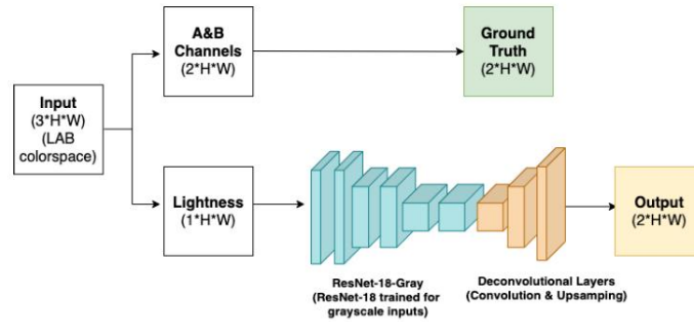 A&B
Channels
(2*H*W)
Ground
Truth
(2*H*W)
Input
(3*H*W)
(LAB
colorspace)
Lightness
(1*H*W)
Output
(2*H*W)
ResNet-18-Gray
(ResNet-18 trained for
grayscale inputs)
Deconvolutional Layers
(Convolution & Upsamping)